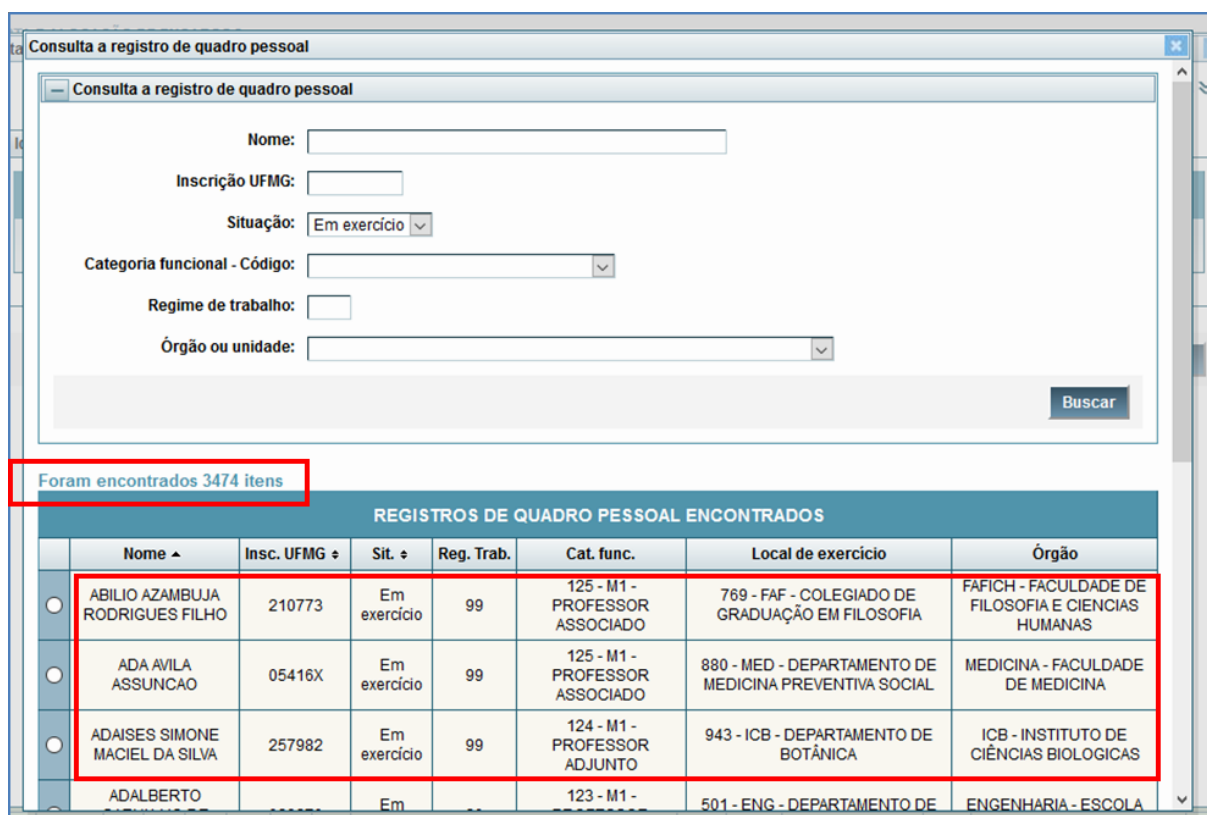 Consulta a registro de quadro pessoal
Consulta a registro de quadro pessoal
Nome:
Inscrição UFMG:
Situação: Em exercício
Categoria funcional - Código:
Regime de trabalho:
Órgão ou unidade:
Buscar
Foram encontrados 3474 itens
REGISTROS DE QUADRO PESSOAL ENCONTRADOS
Nome Insc. UFMG Sit. Reg. Trab. Cat. func. Local de exercício Órgão
ABILIO AZAMBUJA RODRIGUES FILHO 210773 Em exercício 99 125 - M1 - PROFESSOR ASSOCIADO 769 - FAF - COLEGIADO DE GRADUAÇÃO EM FILOSOFIA FAFICH - FACULDADE DE FILOSOFIA E CIENCIAS HUMANAS
ADA AVILA ASSUNCAO 05416X Em exercício 99 125 - M1 - PROFESSOR ASSOCIADO 880 - MED - DEPARTAMENTO DE MEDICINA PREVENTIVA SOCIAL MEDICINA - FACULDADE DE MEDICINA
ADAISES SIMONE MACIEL DA SILVA 257982 Em exercício 99 124 - M1 - PROFESSOR ADJUNTO 943 - ICB - DEPARTAMENTO DE BOTÂNICA ICB - INSTITUTO DE CIÊNCIAS BIOLOGICAS
ADALBERTO Em 123 - M1 - 501 - ENG - DEPARTAMENTO DE ENGENHARIA - ESCOLA